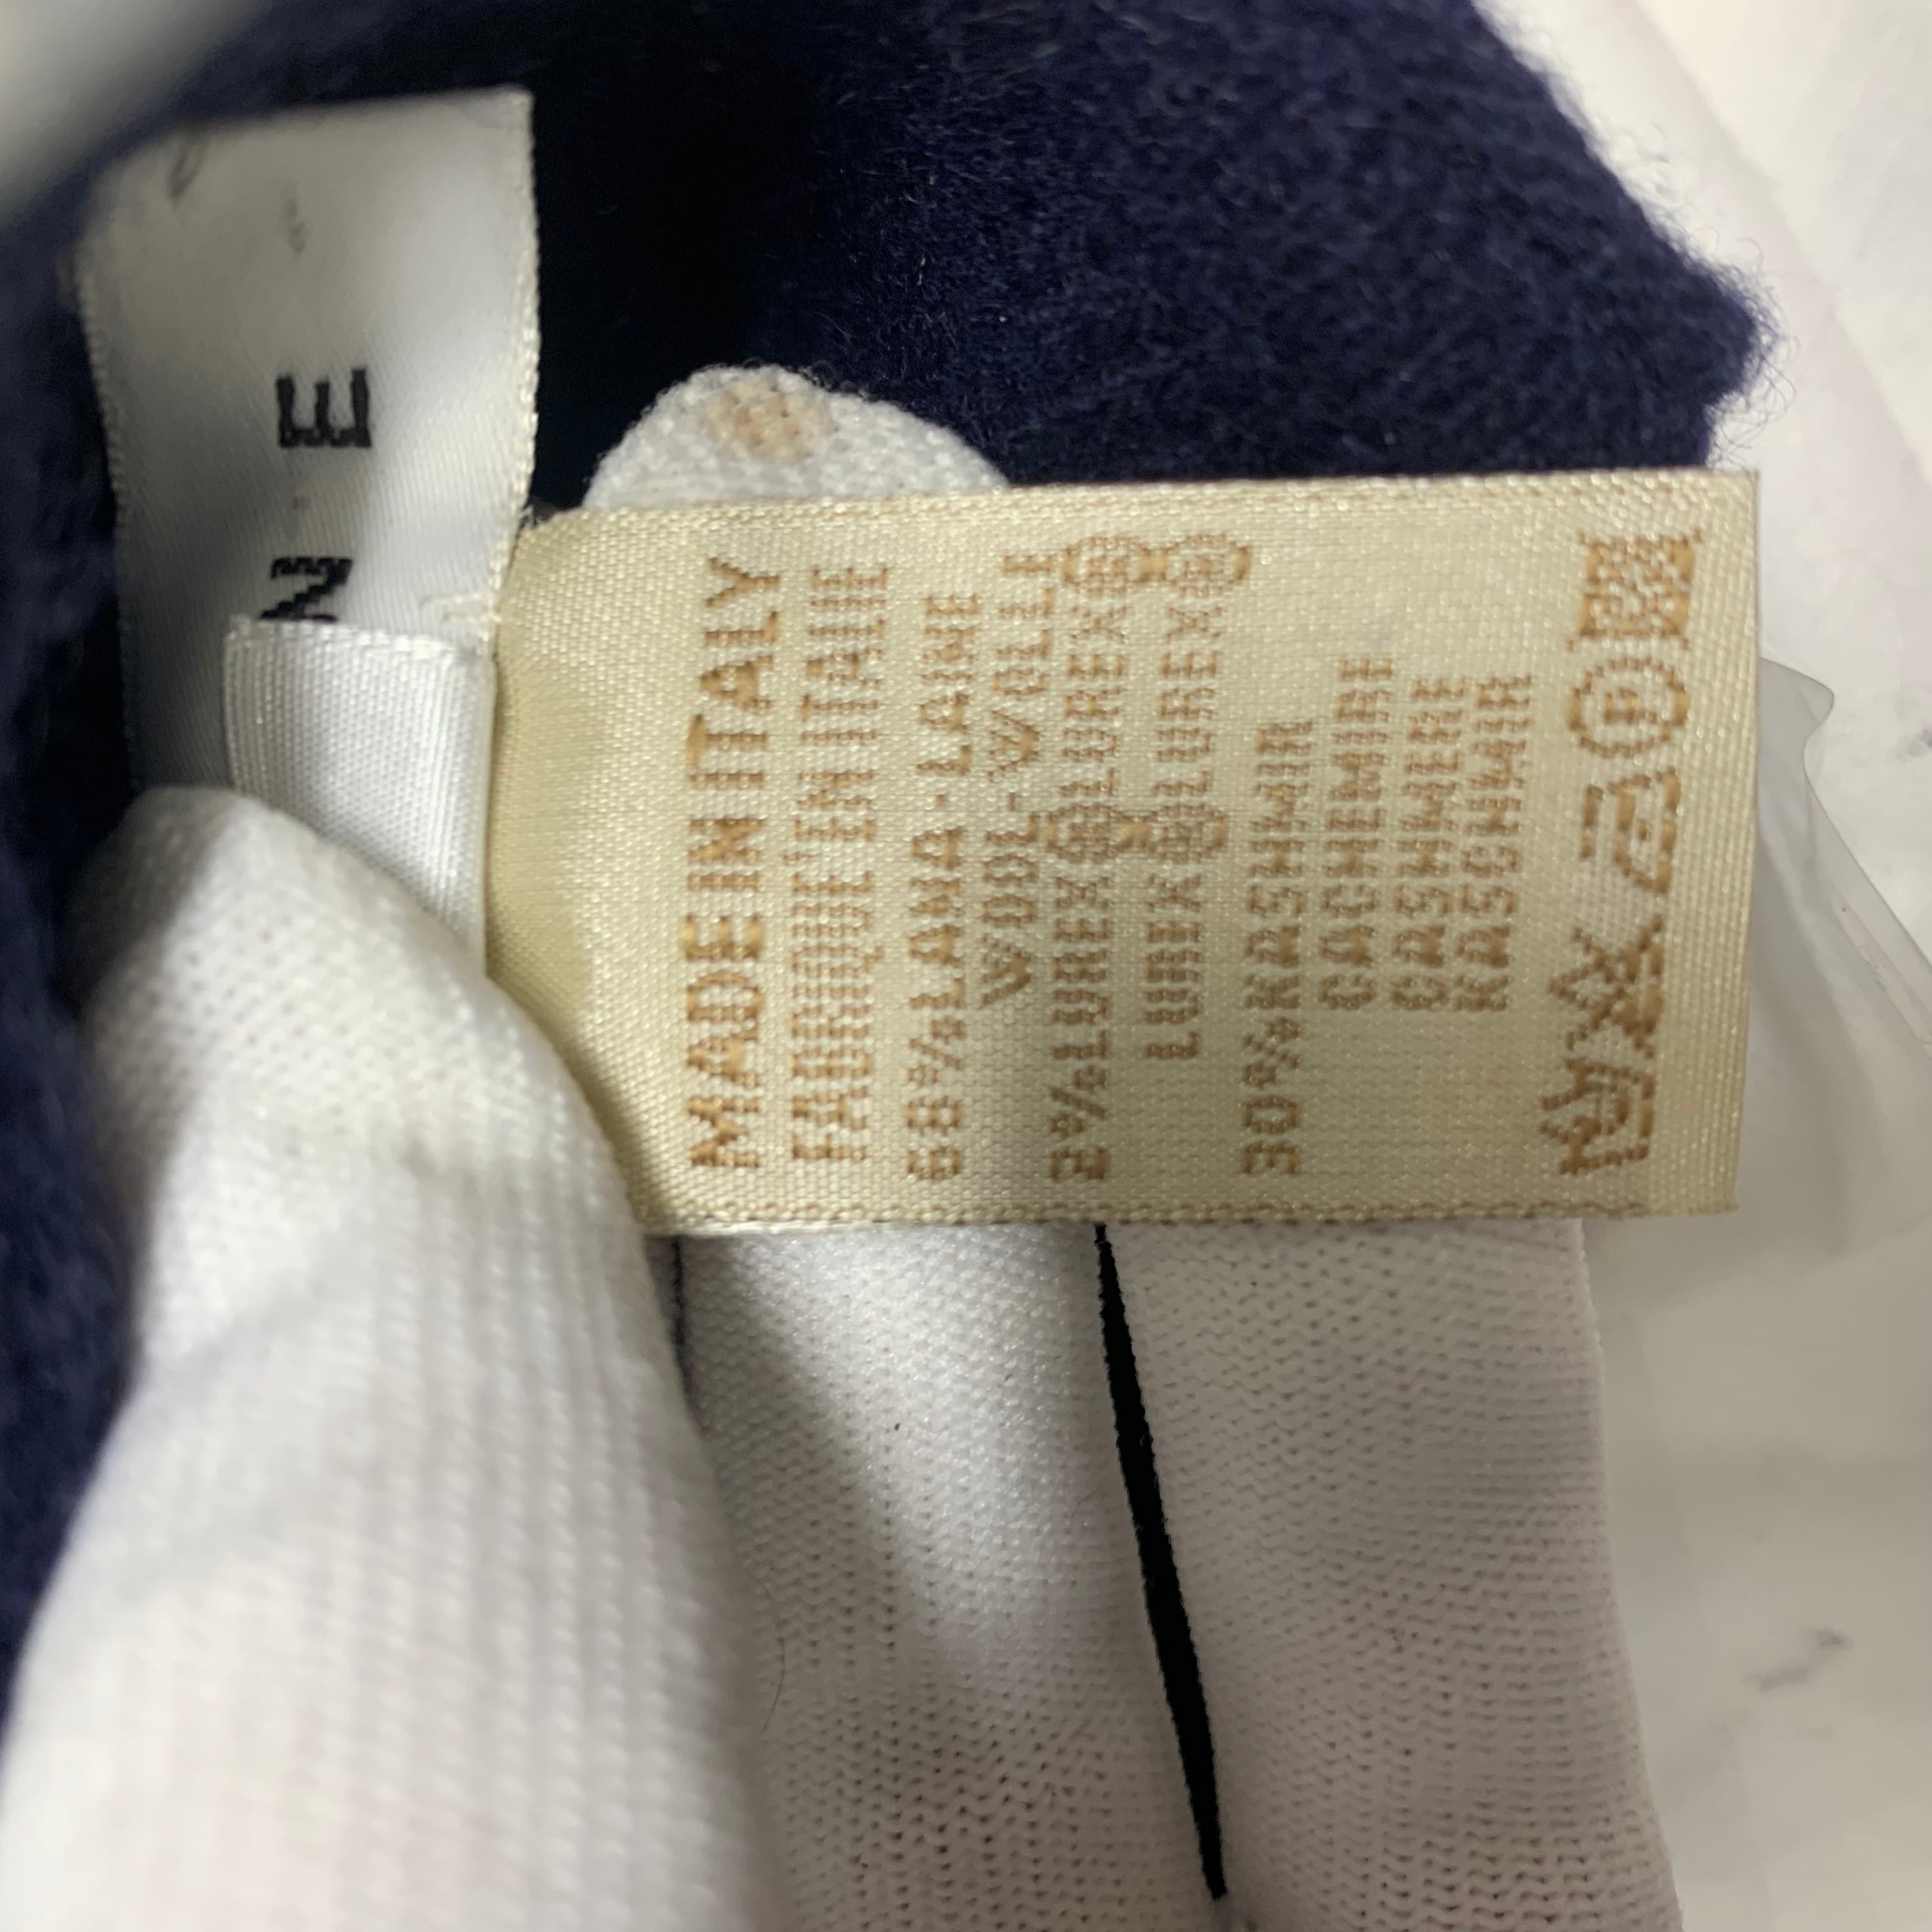 N E
MADE IN ITALY
FABRIQUÉ EN ITALIE
68% LANA-LAINE
WOOL-WOLLE
2% LUREX®LUREX®
LUREX®LUREX®
30% KASHMIR
CACHEMIRE
CASHMERE
KASCHMIR
P